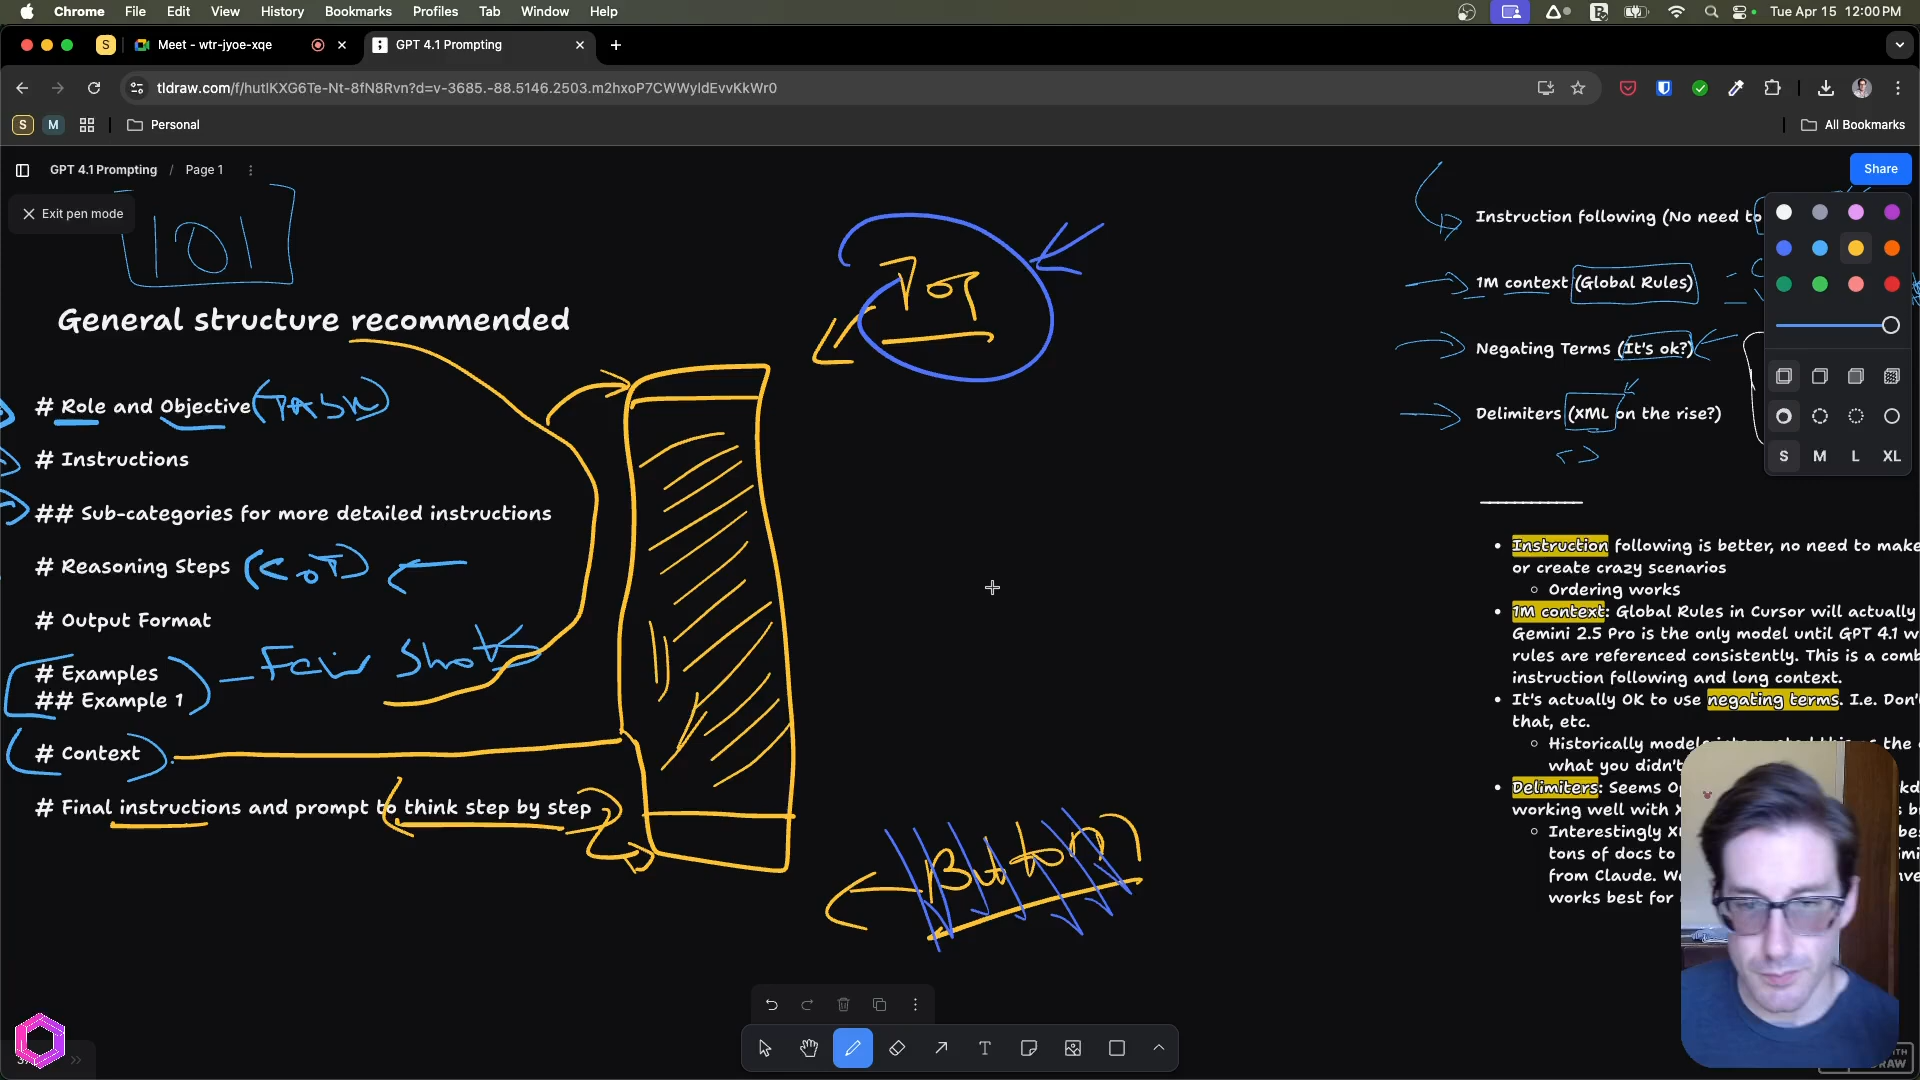 Chrome File Edit View History Bookmarks Profiles Tab Window Help
Tue Apr 15 12:00 PM
S Meet - wtr-jyoe-xqe
GPT 4.1 Prompting
tldraw.com/f/hutlKXG6Te-Nt-8fN8Rvn?d=v-3685.-88.5146.2503.m2hxoP7CWWyldEvvKkWr0
S M Personal
All Bookmarks
GPT 4.1 Prompting / Page 1
Share
Exit pen mode
101
General structure recommended
# Role and Objective (TASK)
# Instructions
## Sub-categories for more detailed instructions
# Reasoning Steps (COT)
# Output Format
# Examples
## Example 1
Few Shot
# Context
# Final instructions and prompt to think step by step
TOP
Bottom
Instruction following (No need to
1M context (Global Rules)
Negating Terms (It's ok?)
Delimiters (XML on the rise?)
< >
S M L XL
• Instruction following is better, no need to make
or create crazy scenarios
○ Ordering works
• 1M context: Global Rules in Cursor will actually
Gemini 2.5 Pro is the only model until GPT 4.1 w
rules are referenced consistently. This is a comb
instruction following and long context.
• It's actually OK to use negating terms. I.e. Don'
that, etc.
○ Historically models the
what you didn't
• Delimiters: Seems Op
working well with X
○ Interestingly X
tons of docs to
from Claude. W
works best for